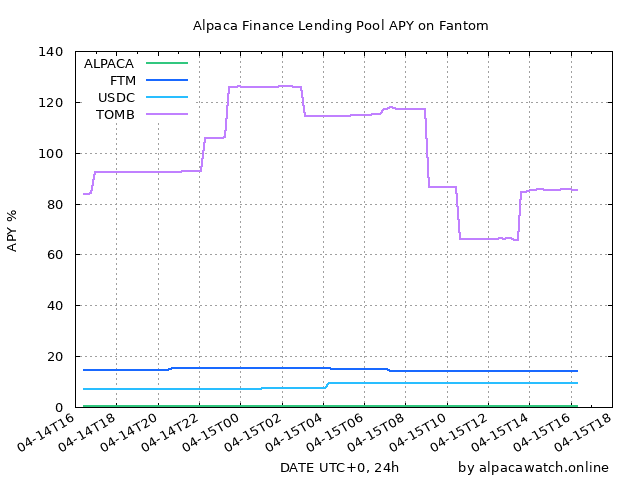 Alpaca Finance Lending Pool APY on Fantom
140
120
100
80
60
40
20
0
APY %
ALPACA
FTM
USDC
TOMB
04-14T16
04-14T18
04-14T20
04-14T22
04-15T00
04-15T02
04-15T04
04-15T06
04-15T08
04-15T10
04-15T12
04-15T14
04-15T16
04-15T18
DATE UTC+0, 24h
by alpacawatch.online